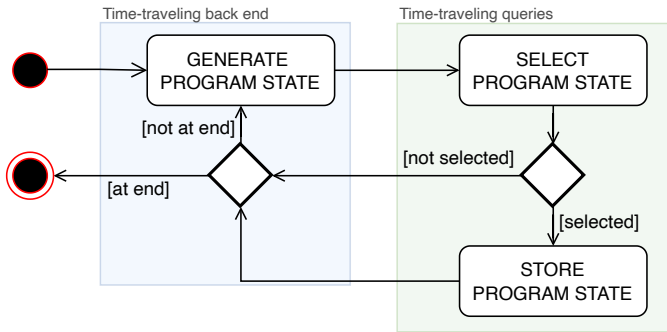 Time-traveling back end
Time-traveling queries
GENERATE
PROGRAM STATE
SELECT
PROGRAM STATE
[not at end]
[not selected]
[at end]
[selected]
STORE
PROGRAM STATE